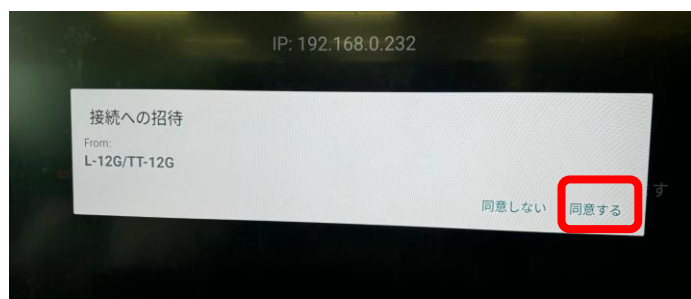 IP: 192.168.0.232
接続への招待
From:
L-12G/TT-12G
す
同意しない
同意する